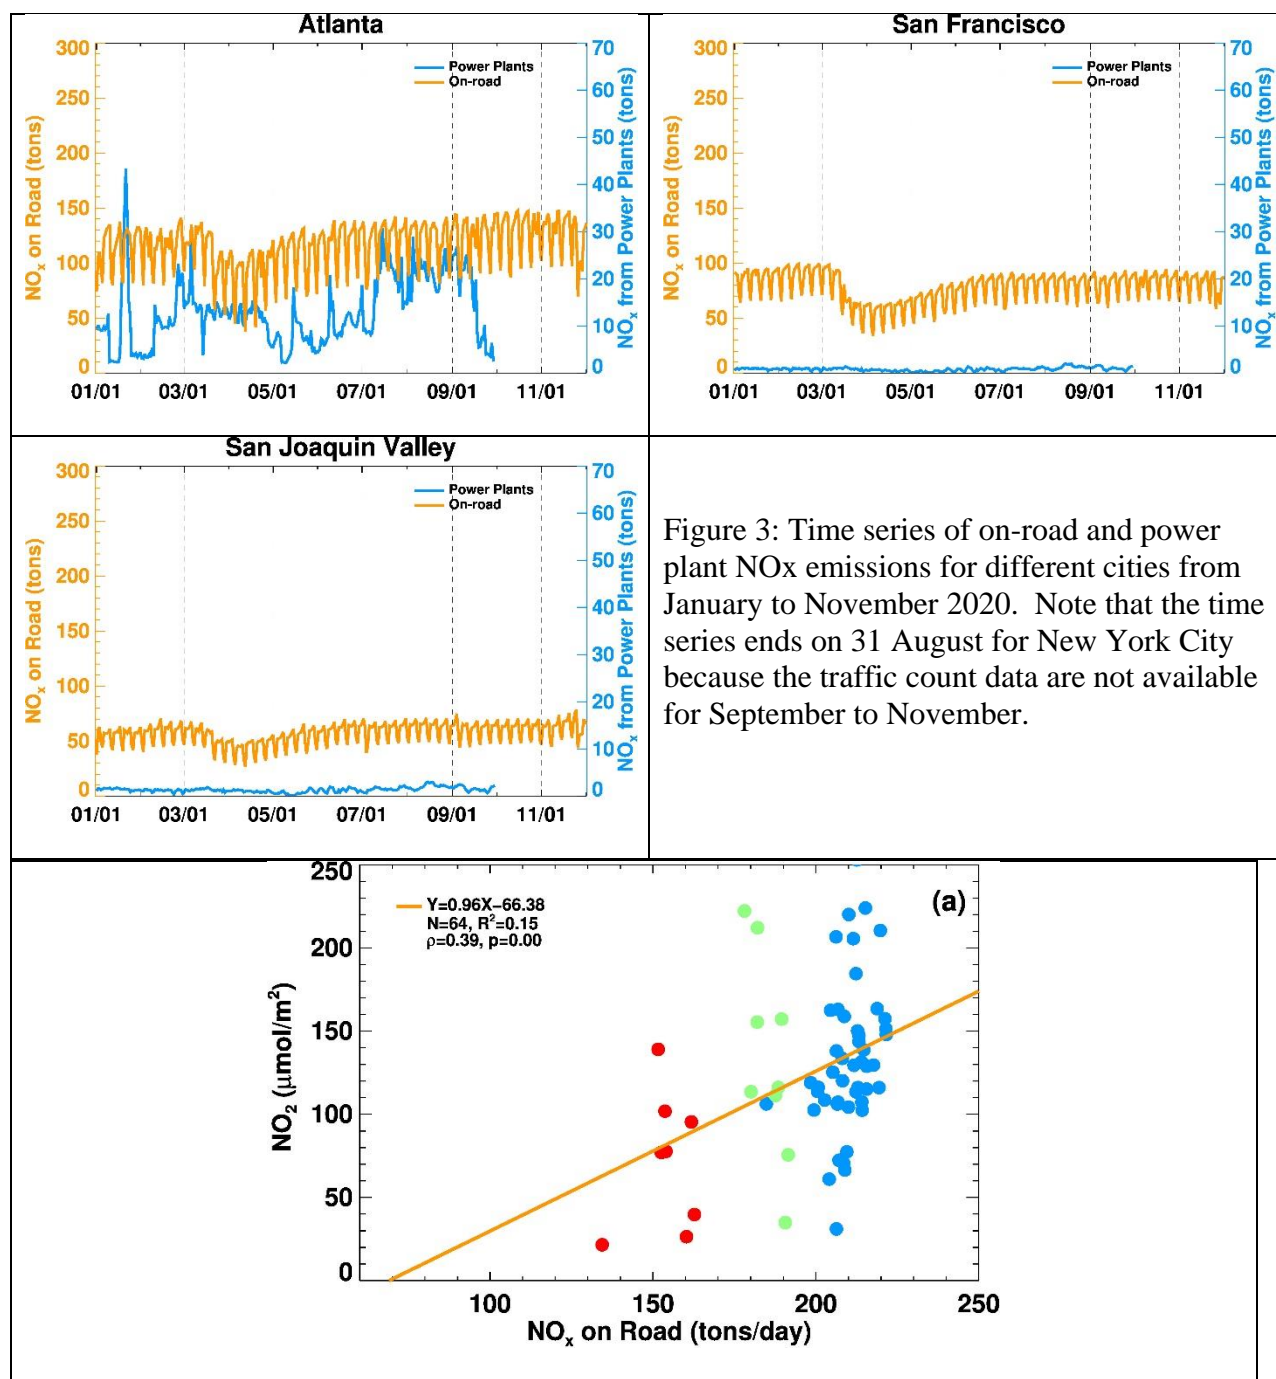 Atlanta
300
250
200
150
100
50
0
NOx on Road (tons)
Power Plants
On-road
70
60
50
40
30
20
10
0
NOx from Power Plants (tons)
01/01 03/01 05/01 07/01 09/01 11/01
San Francisco
300
250
200
150
100
50
0
NOx on Road (tons)
Power Plants
On-road
70
60
50
40
30
20
10
0
NOx from Power Plants (tons)
01/01 03/01 05/01 07/01 09/01 11/01
San Joaquin Valley
300
250
200
150
100
50
0
NOx on Road (tons)
Power Plants
On-road
70
60
50
40
30
20
10
0
NOx from Power Plants (tons)
01/01 03/01 05/01 07/01 09/01 11/01
Figure 3: Time series of on-road and power
plant NOx emissions for different cities from
January to November 2020. Note that the time
series ends on 31 August for New York City
because the traffic count data are not available
for September to November.
250
200
150
100
50
0
NO2 (μmol/m2)
Y=0.96X−66.38
N=64, R2=0.15
ρ=0.39, p=0.00
(a)
100 150 200 250
NOx on Road (tons/day)